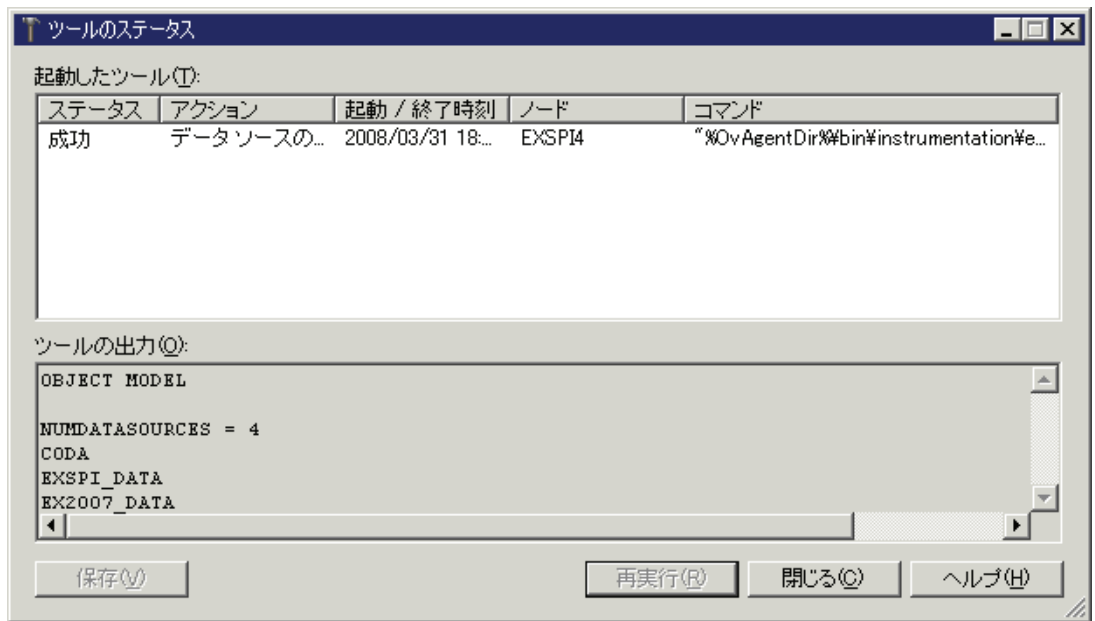 ツールのステータス
起動したツール(T):
ステータス アクション 起動 / 終了時刻 ノード コマンド
成功 データ ソースの... 2008/03/31 18:... EXSPI4 "%OvAgentDir%¥bin¥instrumentation¥e...
ツールの出力(O):
OBJECT MODEL
NUMDATASOURCES = 4
CODA
EXSPI_DATA
EX2007_DATA
保存(V) 再実行(R) 閉じる(C) ヘルプ(H)